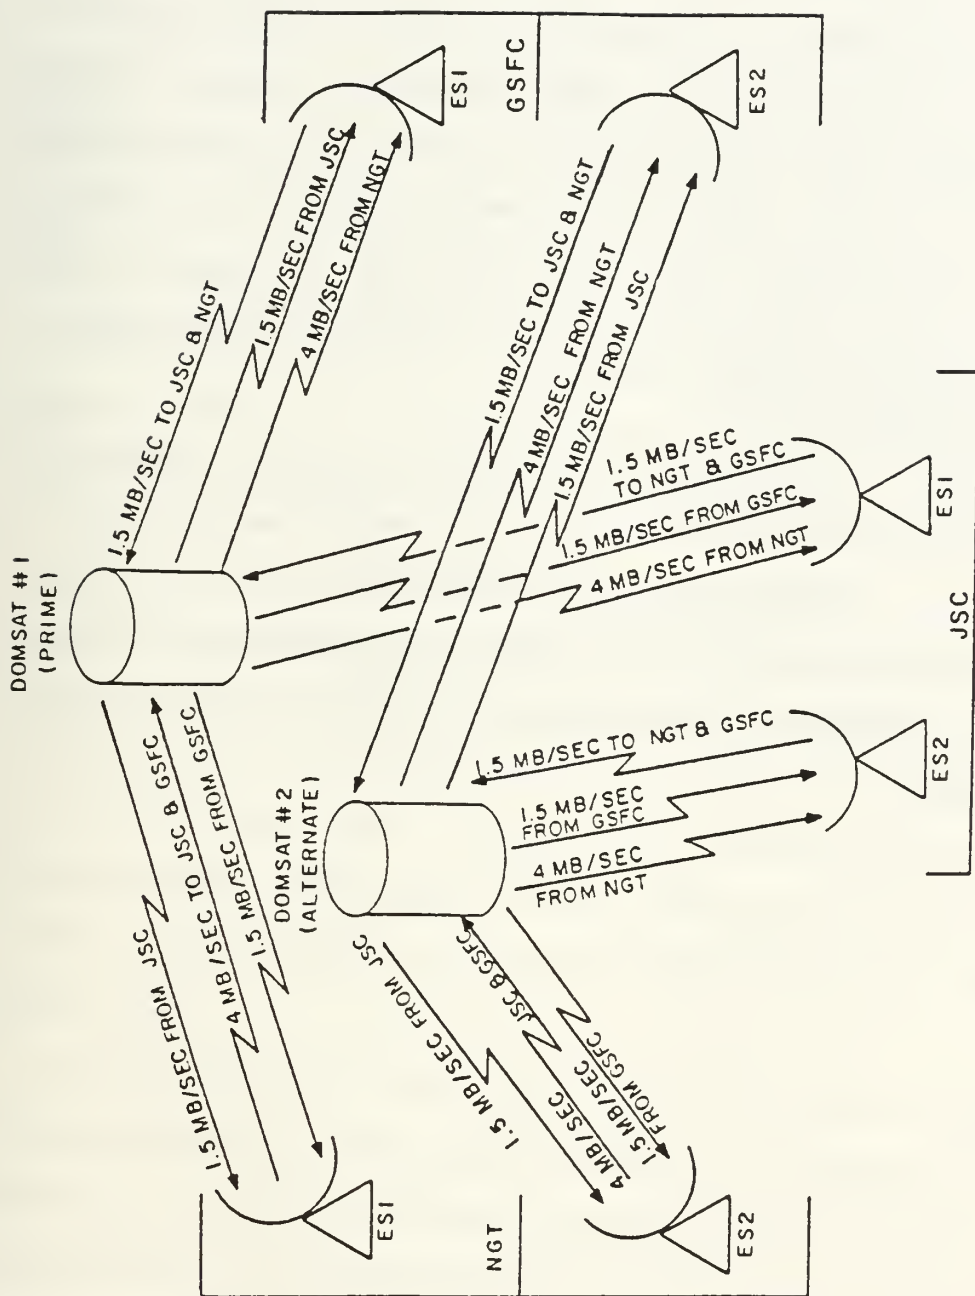 DOMSAT #1
(PRIME)
1.5 MB/SEC FROM JSC
4 MB/SEC TO JSC & GSFC
1.5 MB/SEC FROM GSFC
1.5 MB/SEC TO JSC & NGT
1.5 MB/SEC FROM JSC
4 MB/SEC FROM NGT
ES1
NGT
ES2
ES1
GSFC
ES2
DOMSAT #2
(ALTERNATE)
1.5 MB/SEC FROM JSC
4 MB/SEC
JSC & GSFC
1.5 MB/SEC
FROM GSFC
1.5 MB/SEC TO JSC & NGT
4 MB/SEC FROM NGT
1.5 MB/SEC FROM JSC
1.5 MB/SEC TO NGT & GSFC
1.5 MB/SEC
FROM GSFC
4 MB/SEC
FROM NGT
1.5 MB/SEC
TO NGT & GSFC
1.5 MB/SEC FROM GSFC
4 MB/SEC FROM NGT
ES2
ES1
JSC